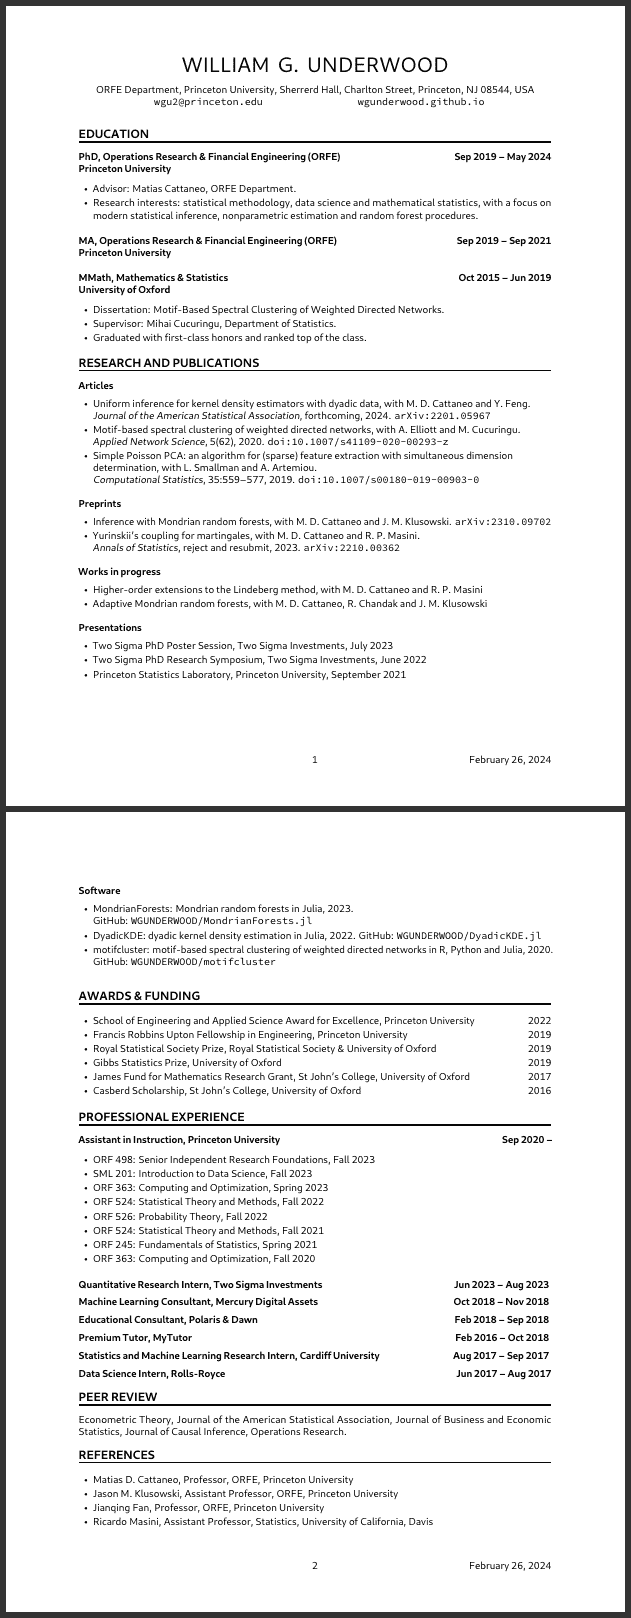 WILLIAM G. UNDERWOOD
ORFE Department, Princeton University, Sherrerd Hall, Charlton Street, Princeton, NJ 08544, USA
wgu2@princeton.edu wgunderwood.github.io
EDUCATION
PhD, Operations Research & Financial Engineering (ORFE) Sep 2019 – May 2024
Princeton University
• Advisor: Matias Cattaneo, ORFE Department.
• Research interests: statistical methodology, data science and mathematical statistics, with a focus on
modern statistical inference, nonparametric estimation and random forest procedures.
MA, Operations Research & Financial Engineering (ORFE) Sep 2019 – Sep 2021
Princeton University
MMath, Mathematics & Statistics Oct 2015 – Jun 2019
University of Oxford
• Dissertation: Motif-Based Spectral Clustering of Weighted Directed Networks.
• Supervisor: Mihai Cucuringu, Department of Statistics.
• Graduated with first-class honors and ranked top of the class.
RESEARCH AND PUBLICATIONS
Articles
• Uniform inference for kernel density estimators with dyadic data, with M. D. Cattaneo and Y. Feng.
Journal of the American Statistical Association, forthcoming, 2024. arXiv:2201.05967
• Motif-based spectral clustering of weighted directed networks, with A. Elliott and M. Cucuringu.
Applied Network Science, 5(62), 2020. doi:10.1007/s41109-020-00293-z
• Simple Poisson PCA: an algorithm for (sparse) feature extraction with simultaneous dimension
determination, with L. Smallman and A. Artemiou.
Computational Statistics, 35:559–577, 2019. doi:10.1007/s00180-019-00903-0
Preprints
• Inference with Mondrian random forests, with M. D. Cattaneo and J. M. Klusowski. arXiv:2310.09702
• Yurinskii's coupling for martingales, with M. D. Cattaneo and R. P. Masini.
Annals of Statistics, reject and resubmit, 2023. arXiv:2210.00362
Works in progress
• Higher-order extensions to the Lindeberg method, with M. D. Cattaneo and R. P. Masini
• Adaptive Mondrian random forests, with M. D. Cattaneo, R. Chandak and J. M. Klusowski
Presentations
• Two Sigma PhD Poster Session, Two Sigma Investments, July 2023
• Two Sigma PhD Research Symposium, Two Sigma Investments, June 2022
• Princeton Statistics Laboratory, Princeton University, September 2021
1 February 26, 2024
Software
• MondrianForests: Mondrian random forests in Julia, 2023.
GitHub: WGUNDERWOOD/MondrianForests.jl
• DyadicKDE: dyadic kernel density estimation in Julia, 2022. GitHub: WGUNDERWOOD/DyadicKDE.jl
• motifcluster: motif-based spectral clustering of weighted directed networks in R, Python and Julia, 2020.
GitHub: WGUNDERWOOD/motifcluster
AWARDS & FUNDING
• School of Engineering and Applied Science Award for Excellence, Princeton University 2022
• Francis Robbins Upton Fellowship in Engineering, Princeton University 2019
• Royal Statistical Society Prize, Royal Statistical Society & University of Oxford 2019
• Gibbs Statistics Prize, University of Oxford 2019
• James Fund for Mathematics Research Grant, St John's College, University of Oxford 2017
• Casberd Scholarship, St John's College, University of Oxford 2016
PROFESSIONAL EXPERIENCE
Assistant in Instruction, Princeton University Sep 2020 –
• ORF 498: Senior Independent Research Foundations, Fall 2023
• SML 201: Introduction to Data Science, Fall 2023
• ORF 363: Computing and Optimization, Spring 2023
• ORF 524: Statistical Theory and Methods, Fall 2022
• ORF 526: Probability Theory, Fall 2022
• ORF 524: Statistical Theory and Methods, Fall 2021
• ORF 245: Fundamentals of Statistics, Spring 2021
• ORF 363: Computing and Optimization, Fall 2020
Quantitative Research Intern, Two Sigma Investments Jun 2023 – Aug 2023
Machine Learning Consultant, Mercury Digital Assets Oct 2018 – Nov 2018
Educational Consultant, Polaris & Dawn Feb 2018 – Sep 2018
Premium Tutor, MyTutor Feb 2016 – Oct 2018
Statistics and Machine Learning Research Intern, Cardiff University Aug 2017 – Sep 2017
Data Science Intern, Rolls-Royce Jun 2017 – Aug 2017
PEER REVIEW
Econometric Theory, Journal of the American Statistical Association, Journal of Business and Economic
Statistics, Journal of Causal Inference, Operations Research.
REFERENCES
• Matias D. Cattaneo, Professor, ORFE, Princeton University
• Jason M. Klusowski, Assistant Professor, ORFE, Princeton University
• Jianqing Fan, Professor, ORFE, Princeton University
• Ricardo Masini, Assistant Professor, Statistics, University of California, Davis
2 February 26, 2024